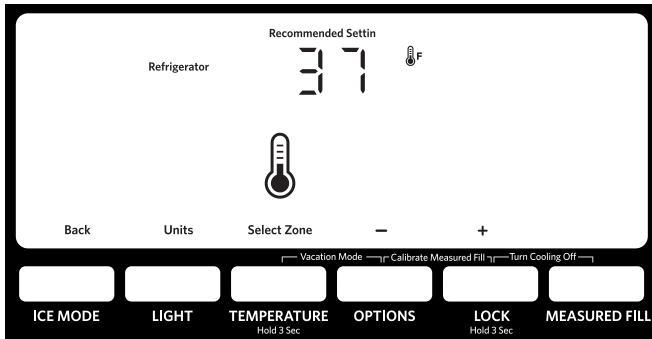 Recommended Settin
Refrigerator 37 F
Back Units Select Zone − +
Vacation Mode Calibrate Measured Fill Turn Cooling Off
ICE MODE LIGHT TEMPERATURE OPTIONS LOCK MEASURED FILL
Hold 3 Sec Hold 3 Sec